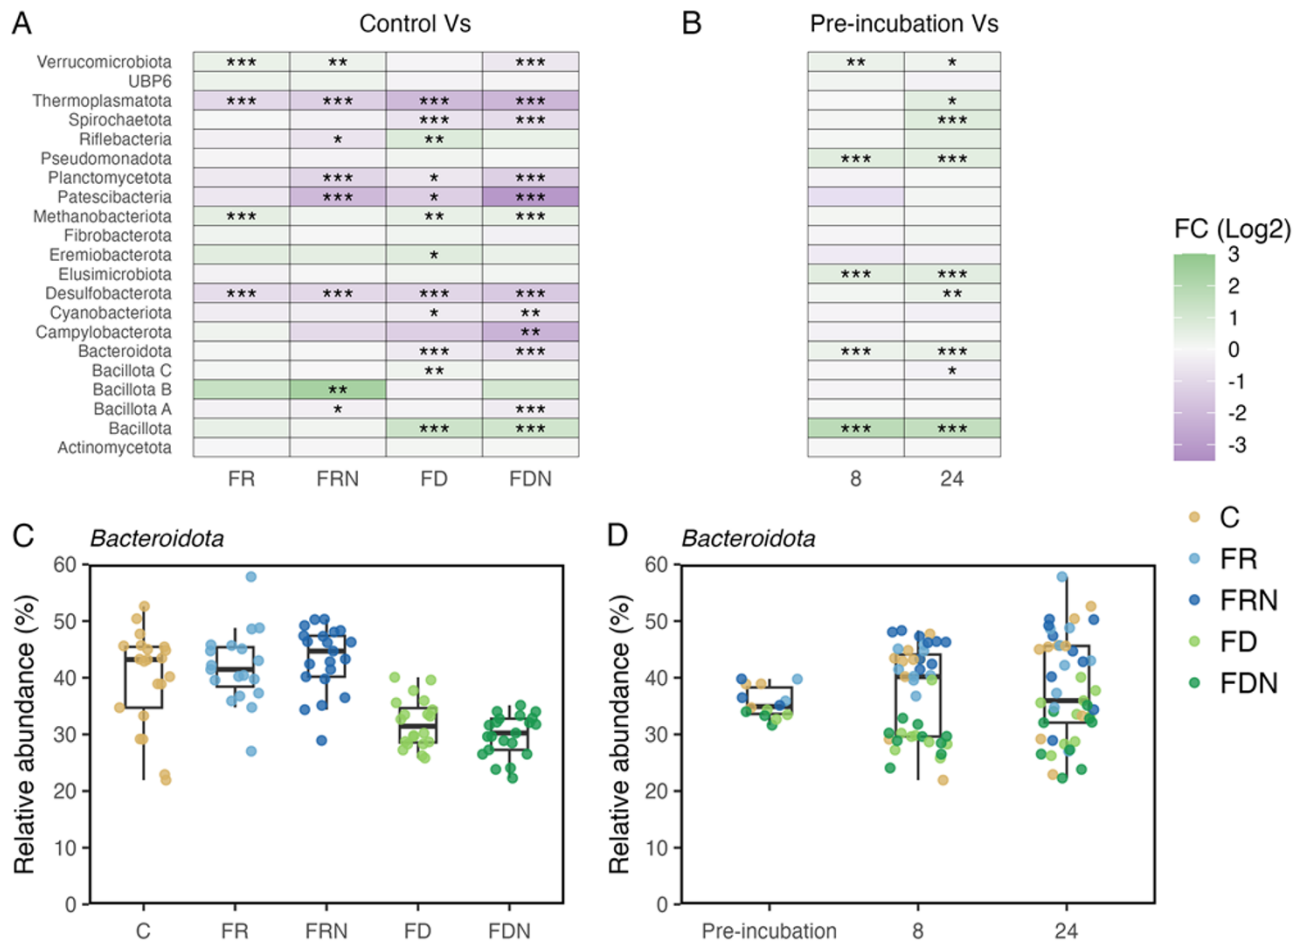 A Control Vs
Verrucomicrobiota *** ** ***
UBP6
Thermoplasmatota *** *** *** ***
Spirochaetota *** ***
Riflebacteria * **
Pseudomonadota
Planctomycetota *** * ***
Patescibacteria *** * ***
Methanobacteriota *** ** ***
Fibrobacterota
Eremiobacterota *
Elusimicrobiota
Desulfobacterota *** *** *** ***
Cyanobacteriota * **
Campylobacterota **
Bacteroidota *** ***
Bacillota C **
Bacillota B **
Bacillota A * ***
Bacillota *** ***
Actinomycetota
FR FRN FD FDN
B Pre-incubation Vs
** *
*
***
*** ***
*** ***
**
*** ***
*
*** ***
8 24
FC (Log2)
3
2
1
0
-1
-2
-3
C Bacteroidota
Relative abundance (%)
60
50
40
30
20
10
0
C FR FRN FD FDN
D Bacteroidota
Relative abundance (%)
60
50
40
30
20
10
0
Pre-incubation 8 24
C
FR
FRN
FD
FDN